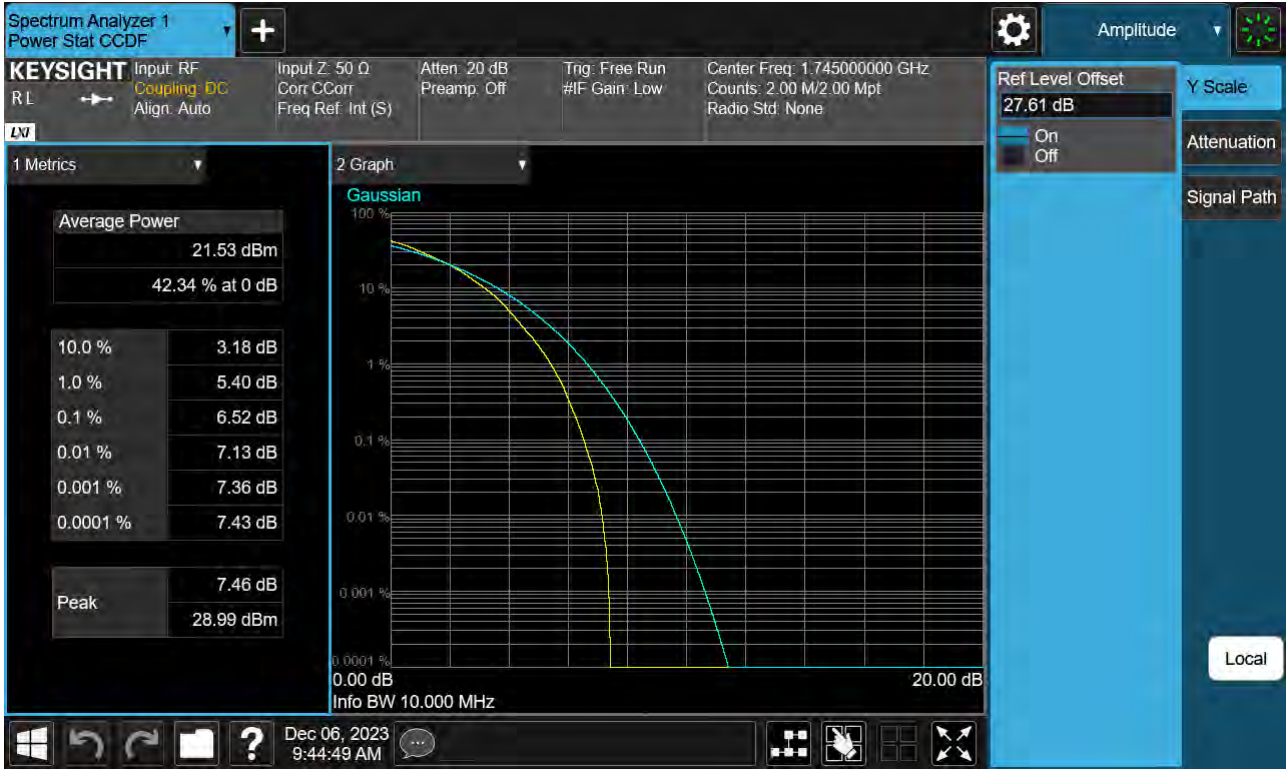 Spectrum Analyzer 1
Power Stat CCDF
Amplitude
KEYSIGHT
RL
LXI
Input: RF
Coupling: DC
Align: Auto
Input Z: 50 Ω
Corr CCorr
Freq Ref: Int (S)
Atten: 20 dB
Preamp: Off
Trig: Free Run
#IF Gain: Low
Center Freq: 1.745000000 GHz
Counts: 2.00 M/2.00 Mpt
Radio Std: None
Ref Level Offset
27.61 dB
On
Off
Y Scale
Attenuation
Signal Path
Local
1 Metrics
Average Power
21.53 dBm
42.34 % at 0 dB
10.0 % 3.18 dB
1.0 % 5.40 dB
0.1 % 6.52 dB
0.01 % 7.13 dB
0.001 % 7.36 dB
0.0001 % 7.43 dB
Peak 7.46 dB
28.99 dBm
2 Graph
Gaussian
100 %
10 %
1 %
0.1 %
0.01 %
0.001 %
0.0001 %
0.00 dB 20.00 dB
Info BW 10.000 MHz
?
Dec 06, 2023
9:44:49 AM